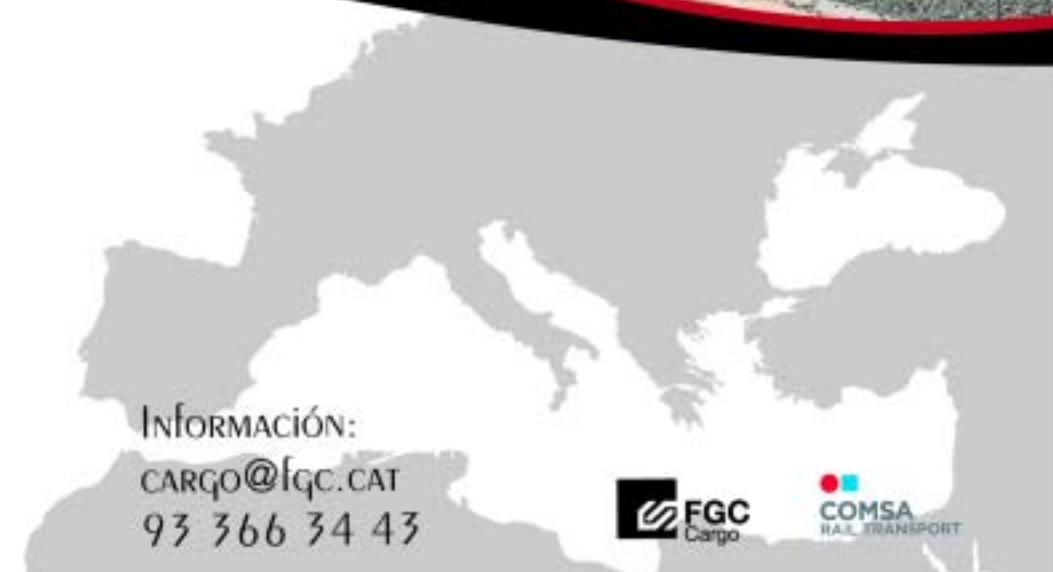 Información:
cargo@fgc.cat
93 366 34 43
FGC
Cargo
COMSA
RAIL TRANSPORT